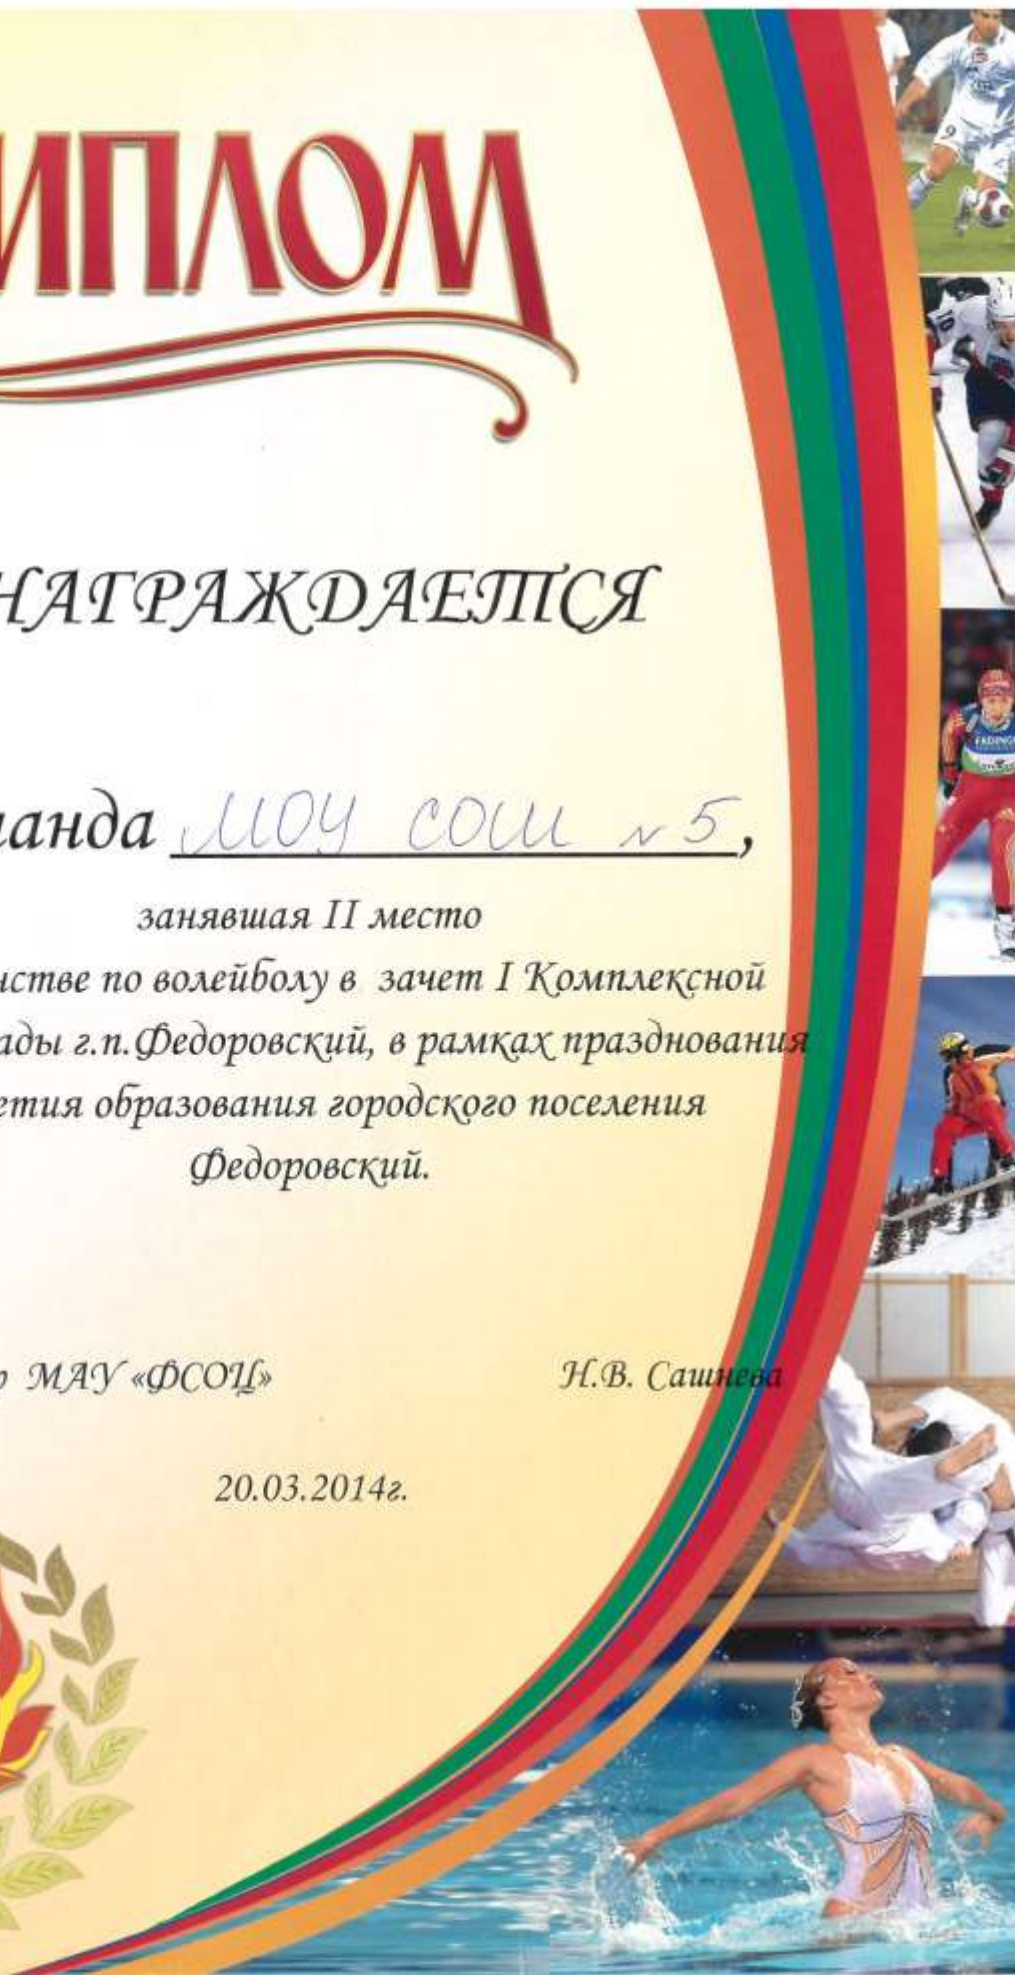 ИПЛОМ
НАГРАЖДАЕТСЯ
анда МОУ СОШ №5,
занявшая II место
нстве по волейболу в зачет I Комплексной
ады г.п.Федоровский, в рамках празднования
етия образования городского поселения
Федоровский.
р МАУ «ФСОЦ» Н.В. Сашнева
20.03.2014г.